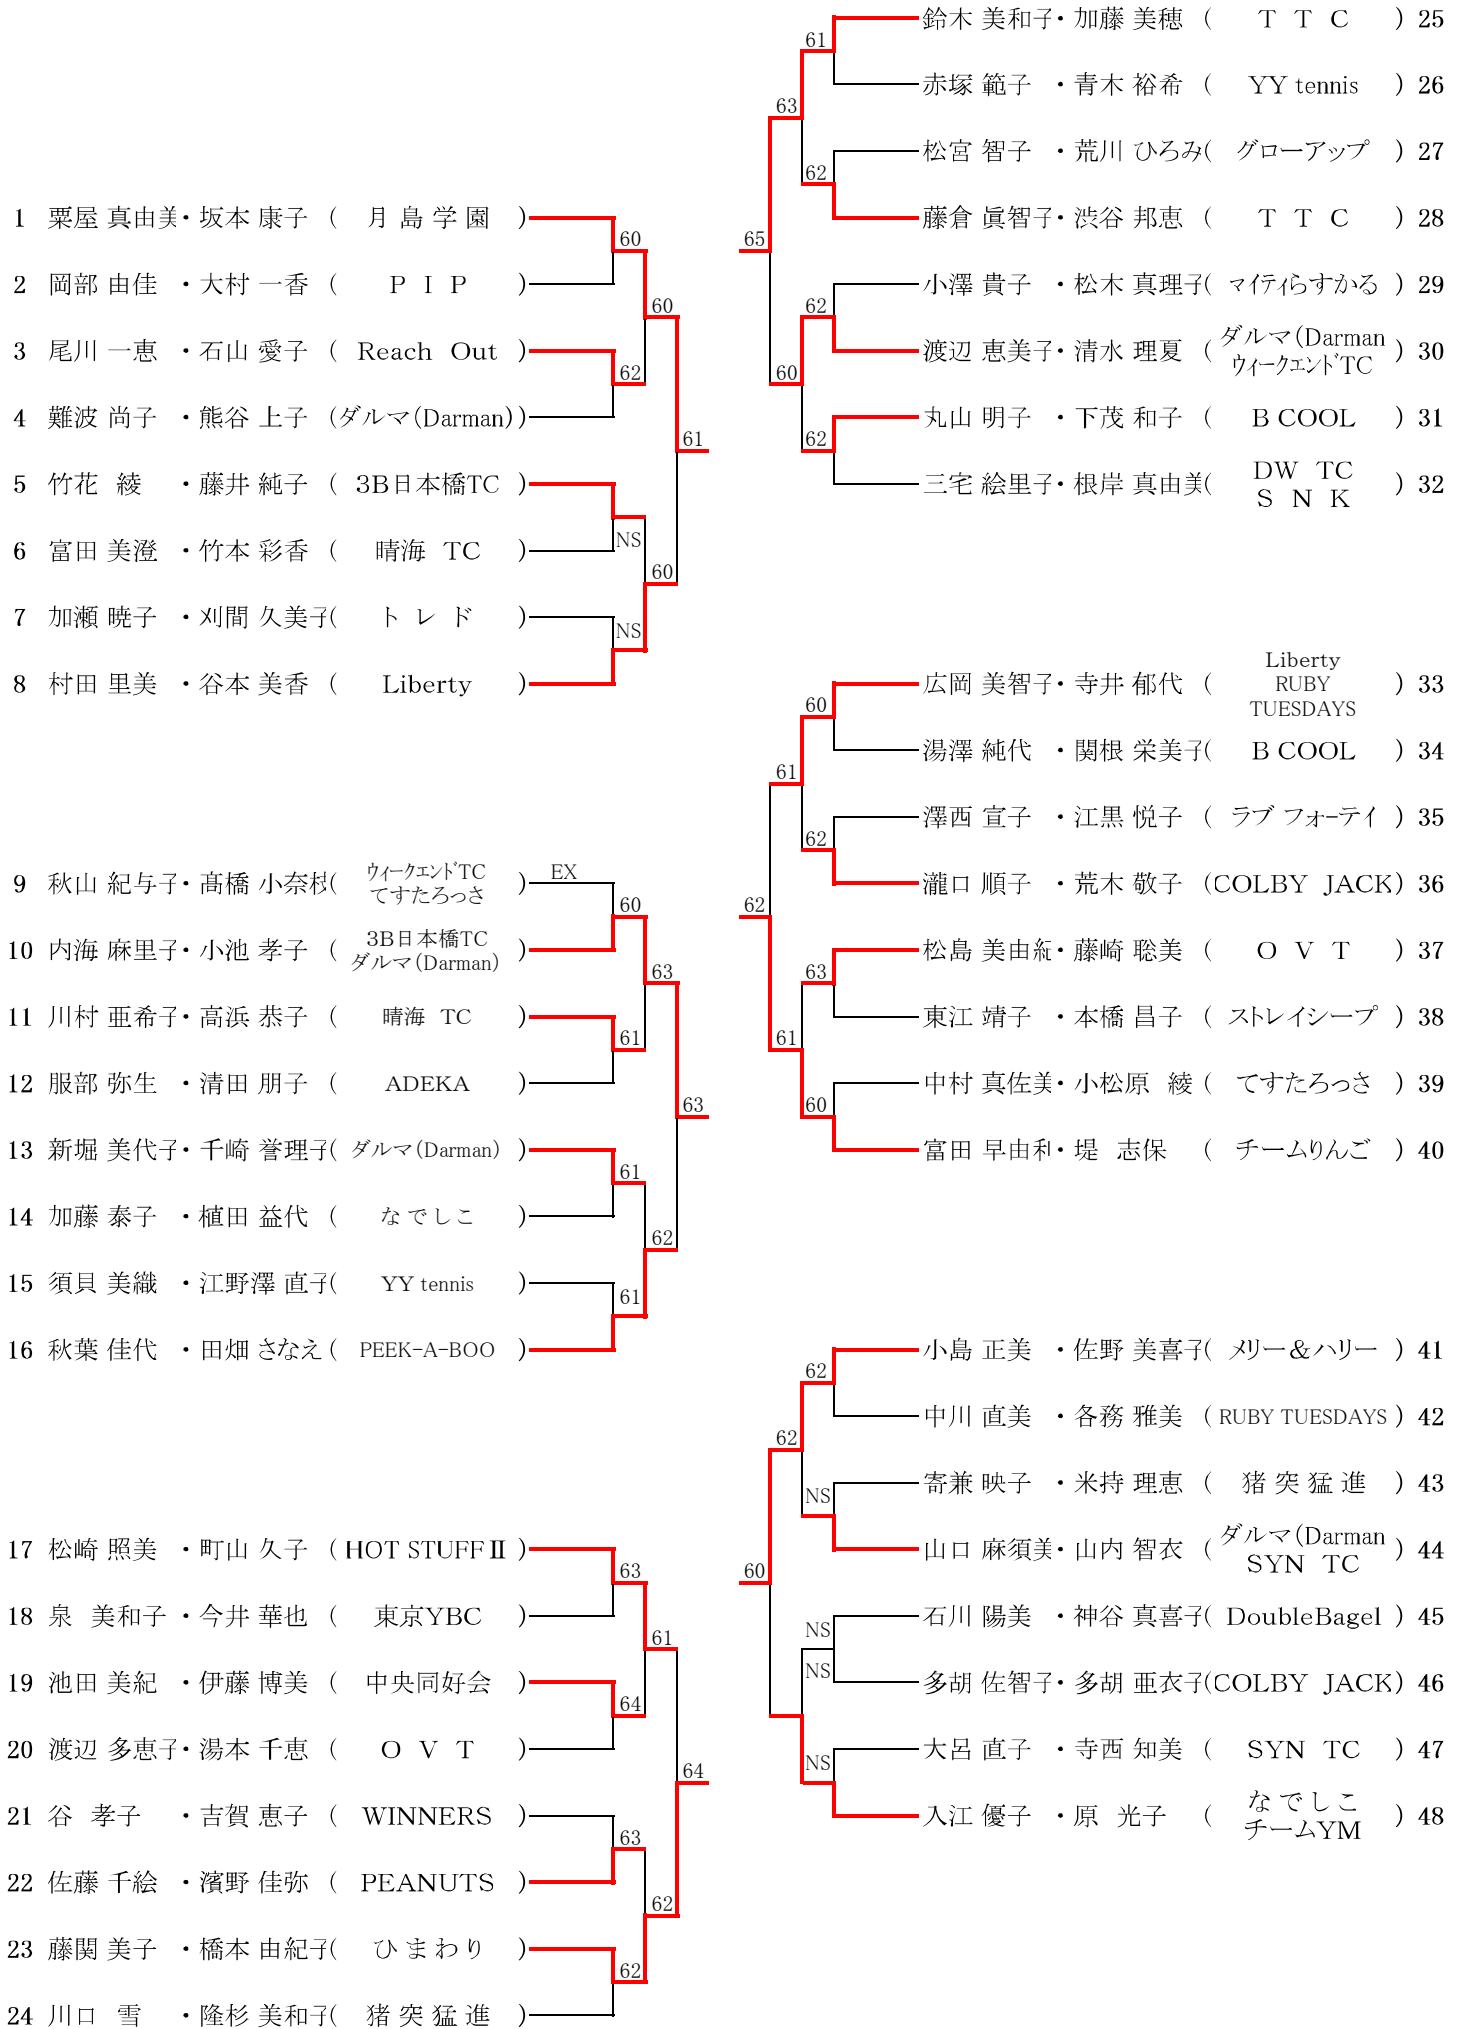 1 粟屋 真由美・坂本 康子 ( 月 島 学 園 )
2 岡部 由佳 ・大村 一香 ( P I P )
3 尾川 一恵 ・石山 愛子 ( Reach Out )
4 難波 尚子 ・熊谷 上子 (ダルマ(Darman))
5 竹花 綾 ・藤井 純子 ( 3B日本橋TC )
6 富田 美澄 ・竹本 彩香 ( 晴海 TC )
7 加瀬 暁子 ・刈間 久美子( トレド )
8 村田 里美 ・谷本 美香 ( Liberty )
60
62
NS
NS
60
60
61
9 秋山 紀与子・髙橋 小奈枝( ウィークエンドTC
てすたろっさ ) EX
10 内海 麻里子・小池 孝子 ( 3B日本橋TC
ダルマ(Darman) )
11 川村 亜希子・高浜 恭子 ( 晴海 TC )
12 服部 弥生 ・清田 朋子 ( ADEKA )
13 新堀 美代子・千崎 誉理子( ダルマ(Darman) )
14 加藤 泰子 ・植田 益代 ( なでしこ )
15 須貝 美織 ・江野澤 直子( YY tennis )
16 秋葉 佳代 ・田畑 さなえ( PEEK-A-BOO )
60
61
61
61
63
62
63
17 松崎 照美 ・町山 久子 ( HOT STUFFⅡ )
18 泉 美和子 ・今井 華也 ( 東京YBC )
19 池田 美紀 ・伊藤 博美 ( 中央同好会 )
20 渡辺 多恵子・湯本 千恵 ( O V T )
21 谷 孝子 ・吉賀 恵子 ( WINNERS )
22 佐藤 千絵 ・濱野 佳弥 ( PEANUTS )
23 藤関 美子 ・橋本 由紀子( ひまわり )
24 川口 雪 ・隆杉 美和子( 猪 突 猛 進 )
63
64
63
62
61
62
64
鈴木 美和子・加藤 美穂 ( T T C ) 25
赤塚 範子 ・青木 裕希 ( YY tennis ) 26
松宮 智子 ・荒川 ひろみ( グローアップ ) 27
藤倉 眞智子・渋谷 邦恵 ( T T C ) 28
小澤 貴子 ・松木 真理子( マイティらすかる ) 29
渡辺 恵美子・清水 理夏 ( ダルマ(Darman
ウィークエンドTC ) 30
丸山 明子 ・下茂 和子 ( B COOL ) 31
三宅 絵里子・根岸 真由美( DW TC
S N K ) 32
61
62
62
62
63
60
65
広岡 美智子・寺井 郁代 ( Liberty
RUBY
TUESDAYS ) 33
湯澤 純代 ・関根 栄美子( B COOL ) 34
澤西 宣子 ・江黒 悦子 ( ラブ フォーテイ ) 35
瀧口 順子 ・荒木 敬子 (COLBY JACK) 36
松島 美由紀・藤崎 聡美 ( O V T ) 37
東江 靖子 ・本橋 昌子 ( ストレイシープ ) 38
中村 真佐美・小松原 綾 ( てすたろっさ ) 39
富田 早由利・堤 志保 ( チームりんご ) 40
60
62
63
60
61
61
62
小島 正美 ・佐野 美喜子( メリー＆ハリー ) 41
中川 直美 ・各務 雅美 ( RUBY TUESDAYS ) 42
寄兼 映子 ・米持 理恵 ( 猪 突 猛 進 ) 43
山口 麻須美・山内 智衣 ( ダルマ(Darman
SYN TC ) 44
石川 陽美 ・神谷 真喜子( DoubleBagel ) 45
多胡 佐智子・多胡 亜衣子(COLBY JACK) 46
大呂 直子 ・寺西 知美 ( SYN TC ) 47
入江 優子 ・原 光子 ( なでしこ
チームYM ) 48
62
NS
NS
NS
NS
62
60